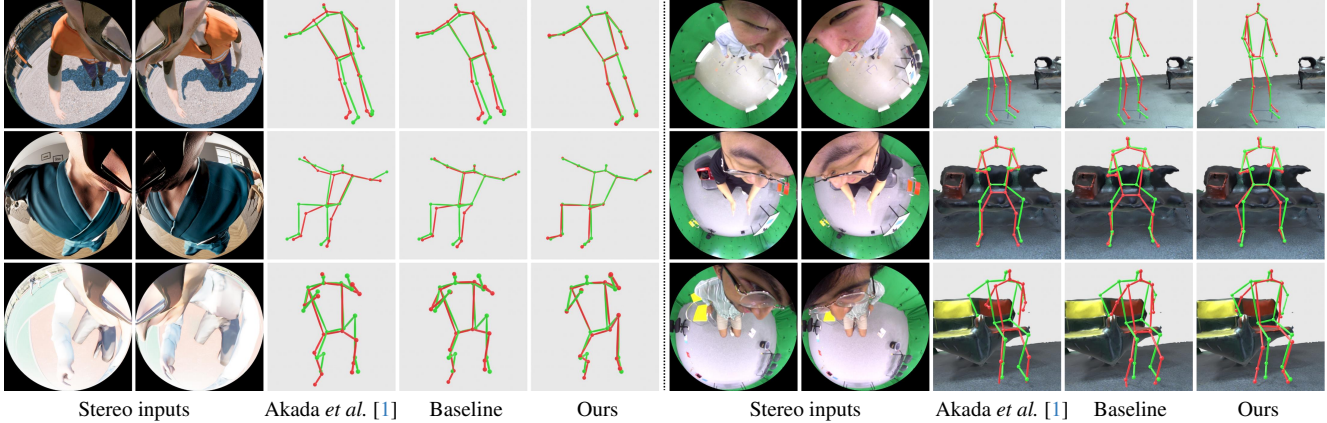 Stereo inputs Akada et al. [1] Baseline Ours Stereo inputs Akada et al. [1] Baseline Ours